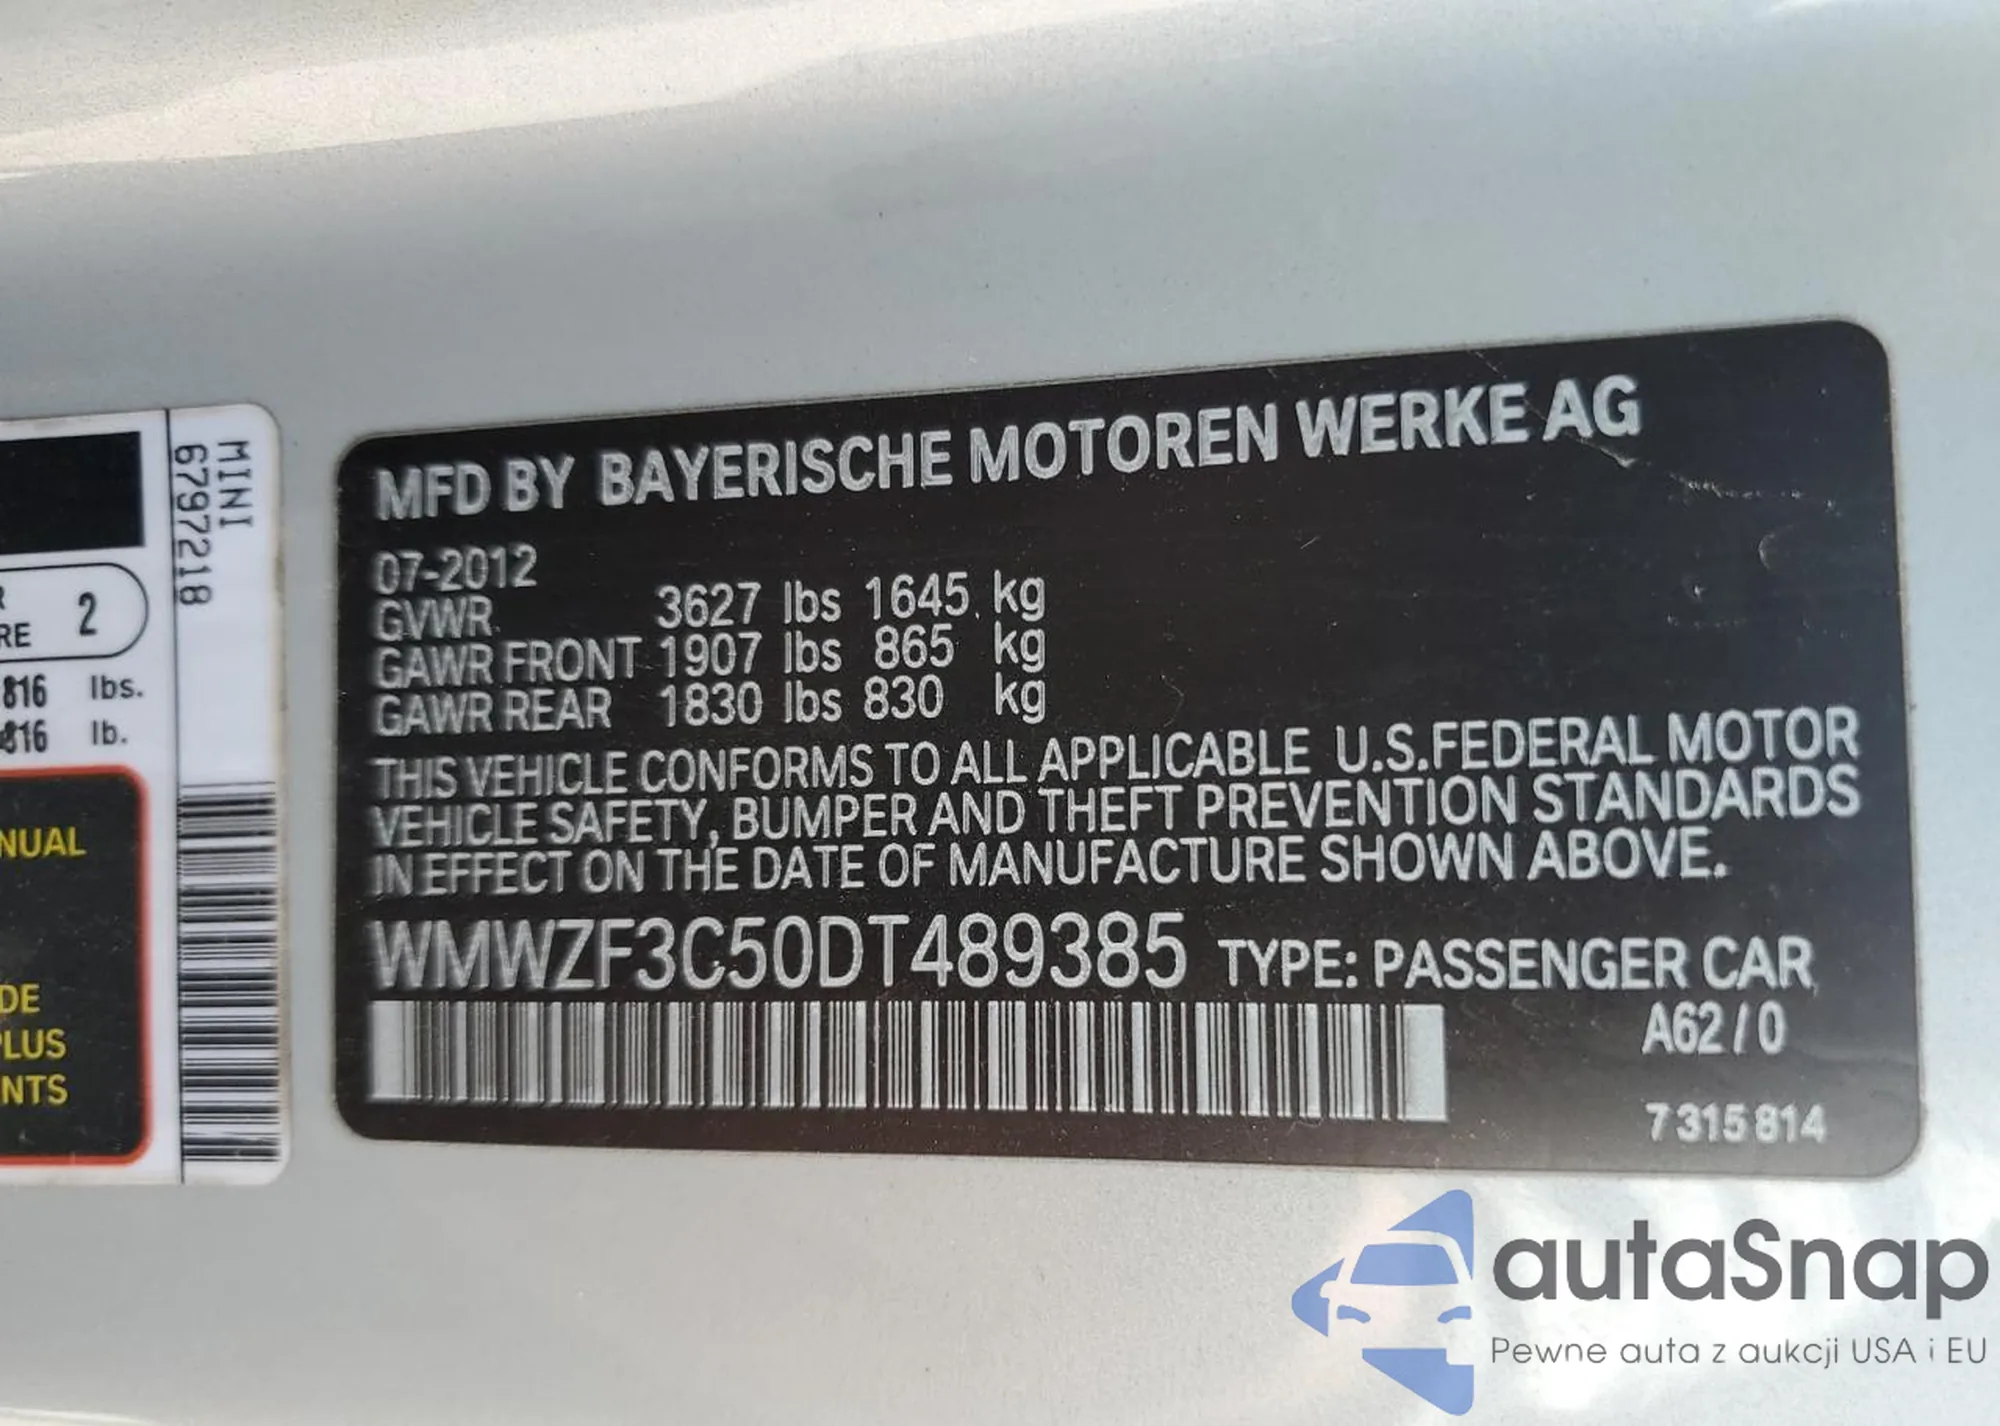 MINI
6797218
R
RE 2
816 lbs.
816 lb.
NUAL
DE
PLUS
NTS
MFD BY BAYERISCHE MOTOREN WERKE AG
07-2012
GVWR 3627 lbs 1645 kg
GAWR FRONT 1907 lbs 865 kg
GAWR REAR 1830 lbs 830 kg
THIS VEHICLE CONFORMS TO ALL APPLICABLE U.S.FEDERAL MOTOR
VEHICLE SAFETY, BUMPER AND THEFT PREVENTION STANDARDS
IN EFFECT ON THE DATE OF MANUFACTURE SHOWN ABOVE.
WMWZF3C50DT489385 TYPE: PASSENGER CAR
A62/0
7 315 814
autaSnap
Pewne auta z aukcji USA i EU